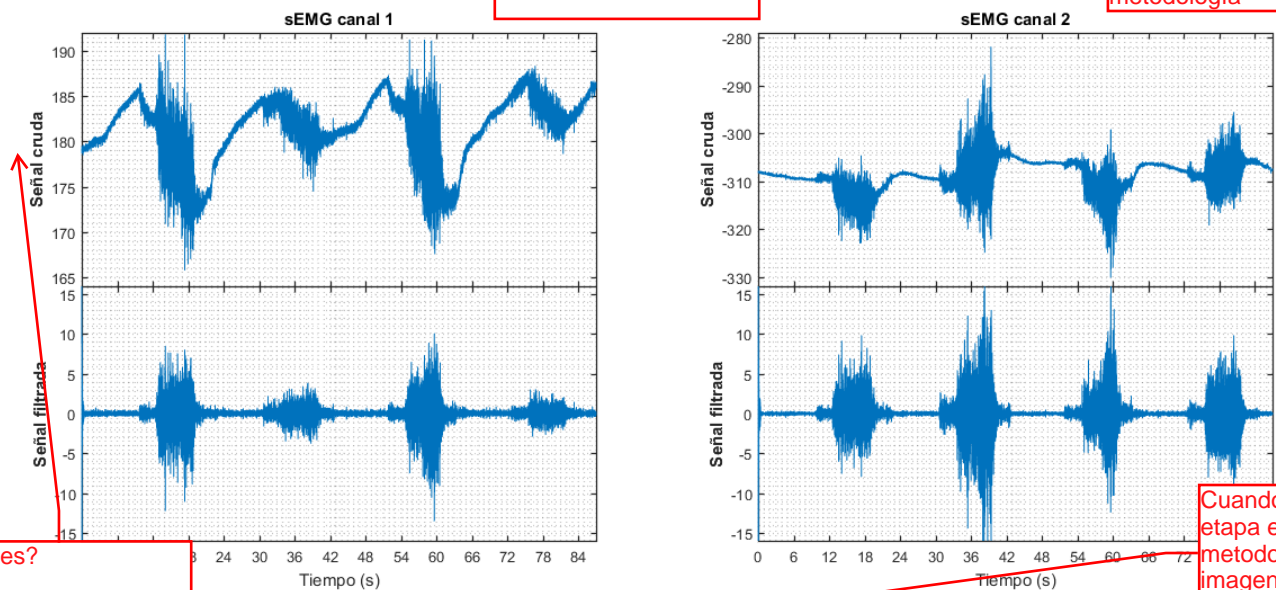 metodología
sEMG canal 1
sEMG canal 2
190
185
180
175
170
165
Señal cruda
-280
-290
-300
-310
-320
-330
Señal cruda
15
10
5
0
-5
-10
-15
Señal filtrada
15
10
5
0
-5
-10
-15
Señal filtrada
24 30 36 42 48 54 60 66 72 78 84
Tiempo (s)
0 6 12 18 24 30 36 42 48 54 60 66 72
Tiempo (s)
es?
Cuando
etapa e
metodo
imagen